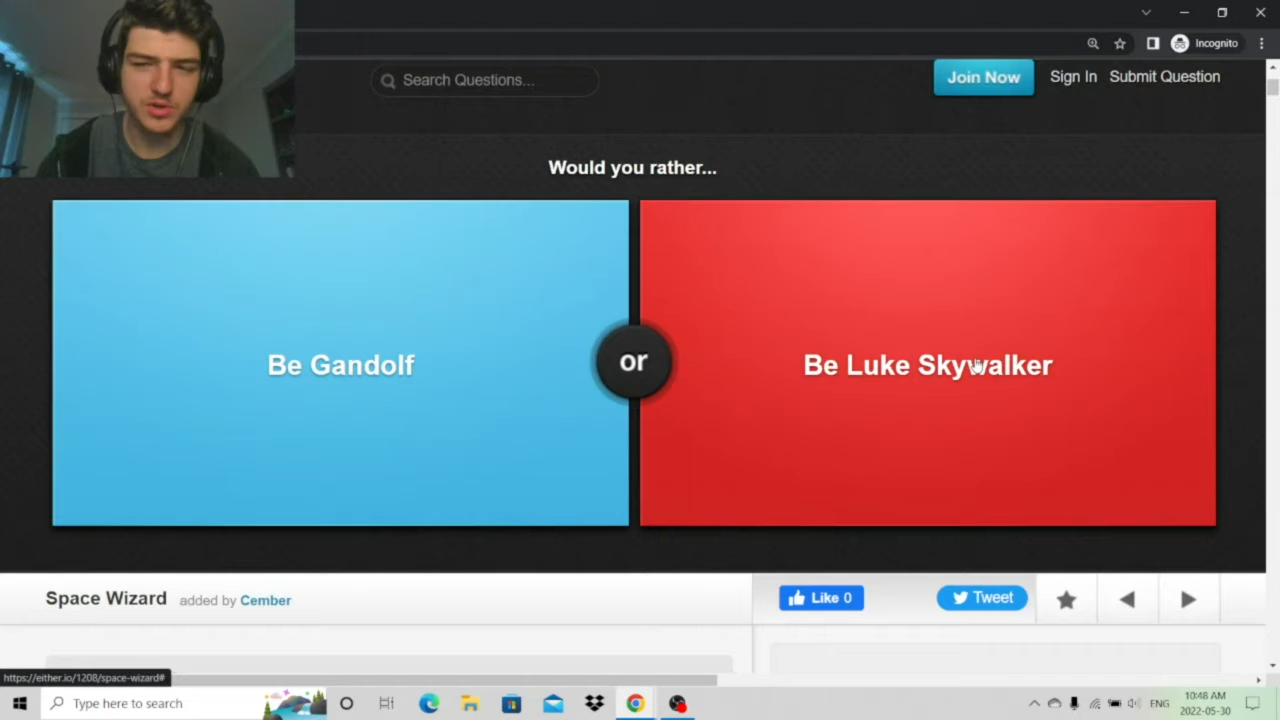 Incognito
Search Questions...
Join Now
Sign In
Submit Question
Would you rather...
Be Gandolf
or
Be Luke Skywalker
Space Wizard
added by Cember
Like 0
Tweet
https://either.io/1208/space-wizard#
Type here to search
ENG
10:48 AM
2022-05-30